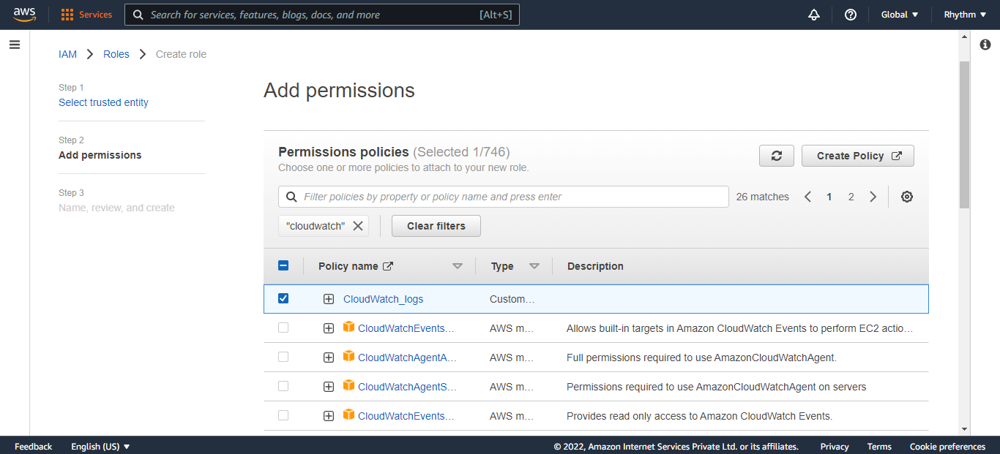 aws
Services
Search for services, features, blogs, docs, and more
[Alt+S]
Global
Rhythm
IAM
Roles
Create role
Step 1
Select trusted entity
Step 2
Add permissions
Step 3
Name, review, and create
Add permissions
Permissions policies (Selected 1/746)
Choose one or more policies to attach to your new role.
Create Policy
Filter policies by property or policy name and press enter
26 matches
1
2
"cloudwatch"
Clear filters
Policy name Type Description
CloudWatch_logs Custom…
CloudWatchEvents… AWS m… Allows built-in targets in Amazon CloudWatch Events to perform EC2 actio…
CloudWatchAgentA… AWS m… Full permissions required to use AmazonCloudWatchAgent.
CloudWatchAgentS… AWS m… Permissions required to use AmazonCloudWatchAgent on servers
CloudWatchEvents… AWS m… Provides read only access to Amazon CloudWatch Events.
Feedback English (US) © 2022, Amazon Internet Services Private Ltd. or its affiliates. Privacy Terms Cookie preferences